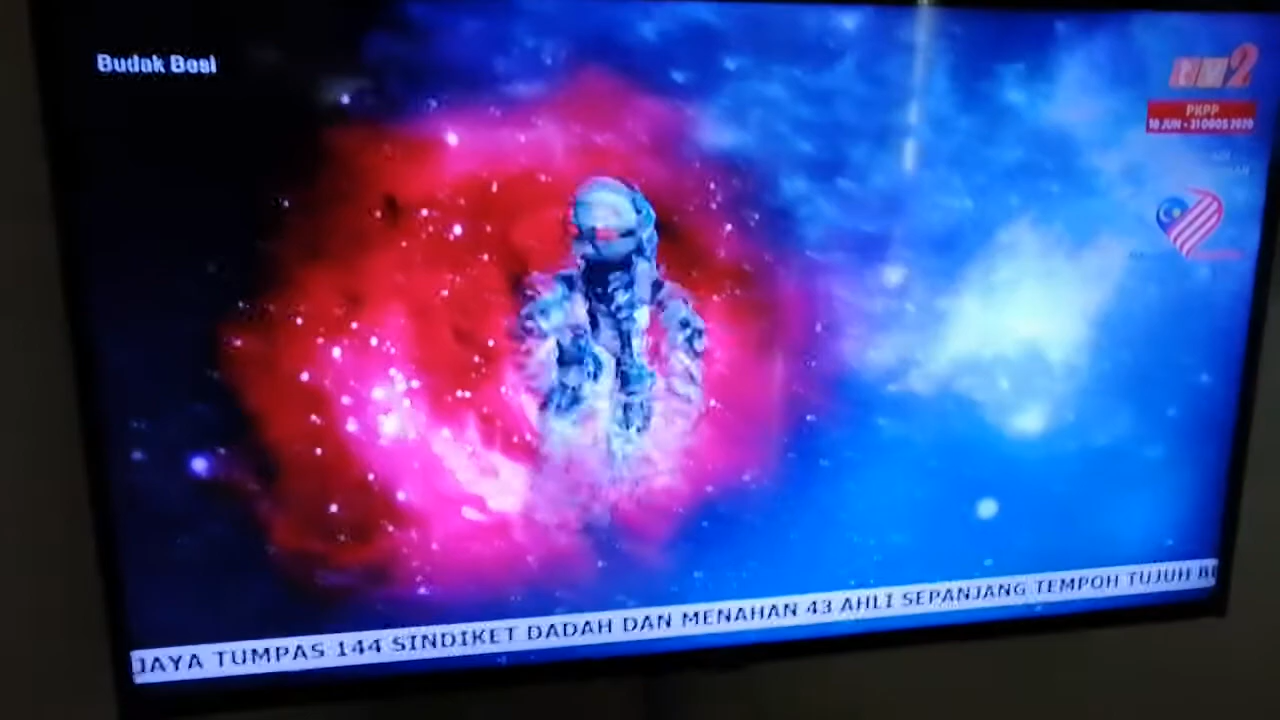 Budak Besi
tv2
PKPP
10 JUN - 31 OGOS 2020
JAYA TUMPAS 144 SINDIKET DADAH DAN MENAHAN 43 AHLI SEPANJANG TEMPOH TUJUH